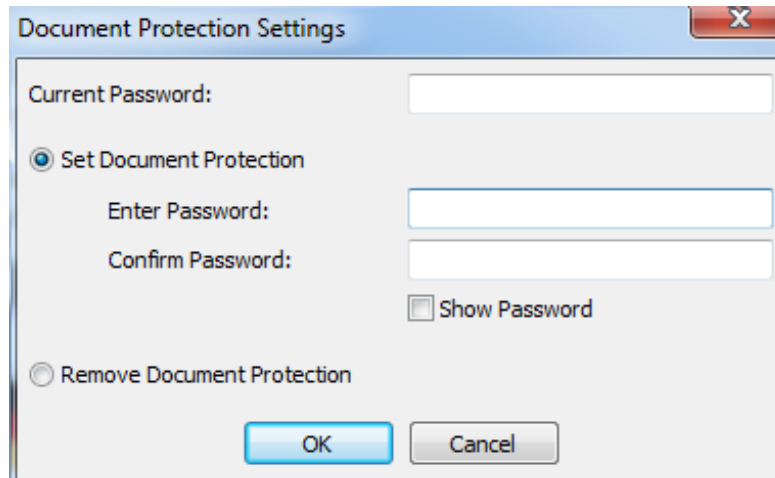 Document Protection Settings
Current Password:
Set Document Protection
Enter Password:
Confirm Password:
Show Password
Remove Document Protection
OK Cancel